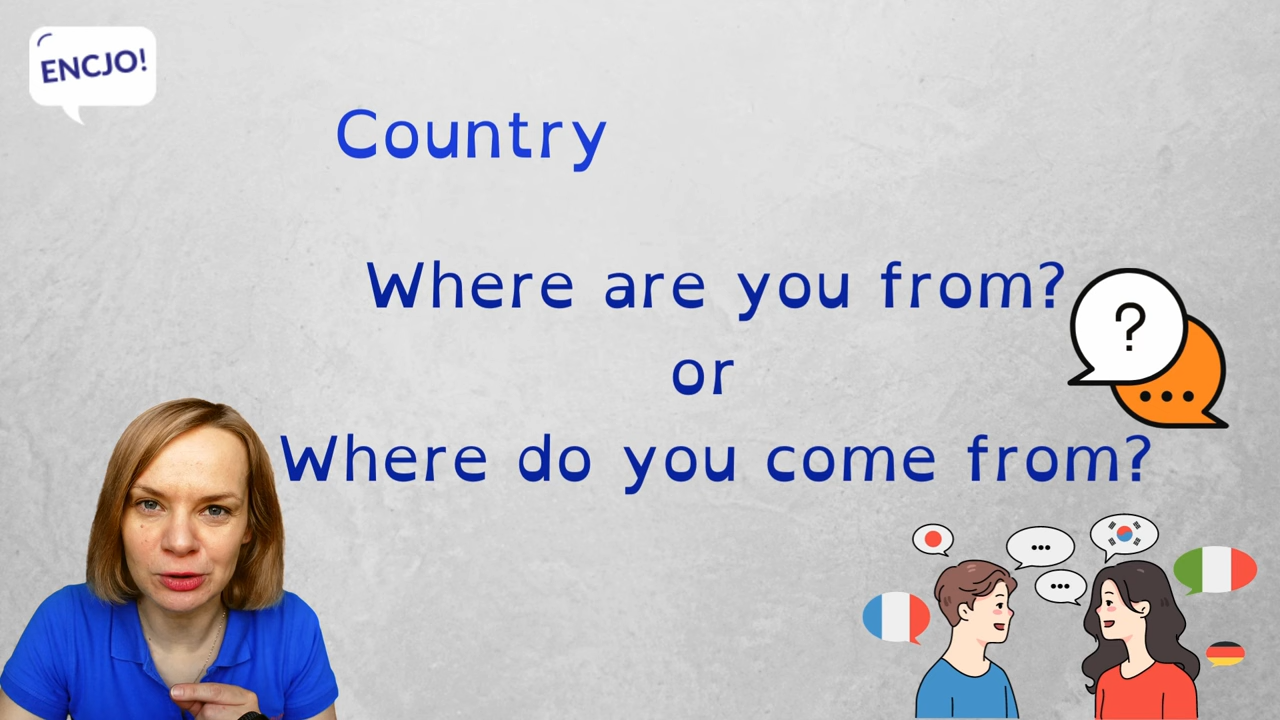 ENCJO!
Country
Where are you from?
or
Where do you come from?
?